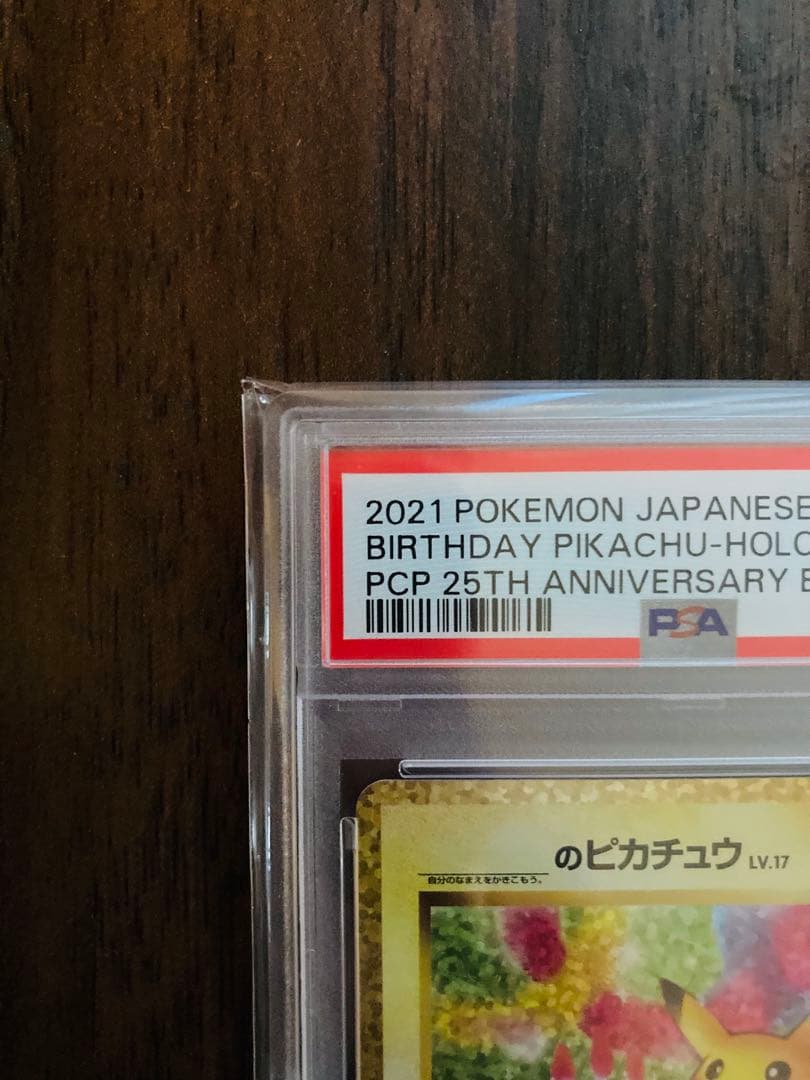 2021 POKEMON JAPANESE
BIRTHDAY PIKACHU-HOLO
PCP 25TH ANNIVERSARY E
PSA
のピカチュウ LV.17
自分のなまえをかきこもう。